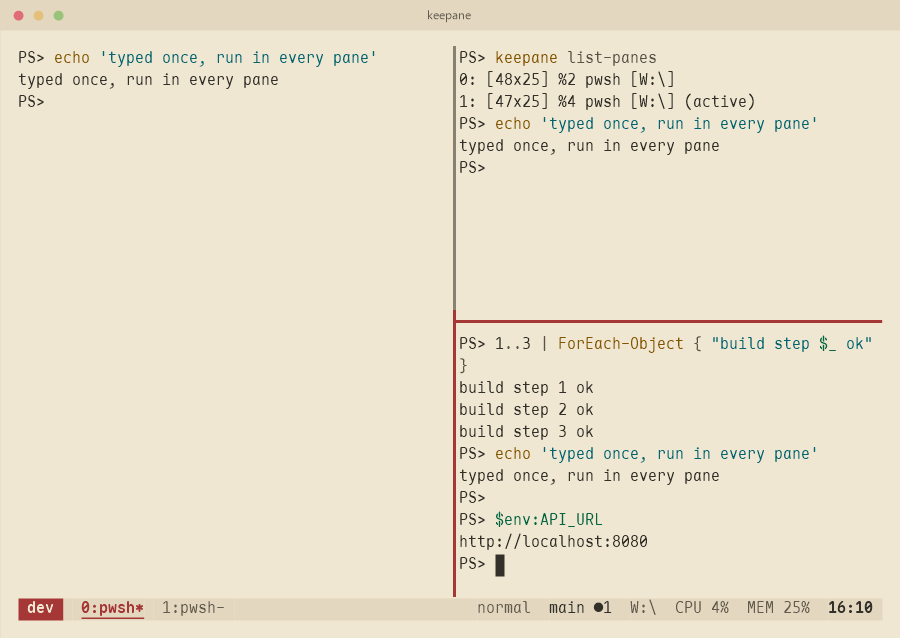 keepane
PS> echo 'typed once, run in every pane'
typed once, run in every pane
PS>
PS> keepane list-panes
0: [48x25] %2 pwsh [W:\]
1: [47x25] %4 pwsh [W:\] (active)
PS> echo 'typed once, run in every pane'
typed once, run in every pane
PS>
PS> 1..3 | ForEach-Object { "build step $_ ok"
}
build step 1 ok
build step 2 ok
build step 3 ok
PS> echo 'typed once, run in every pane'
typed once, run in every pane
PS>
PS> $env:API_URL
http://localhost:8080
PS>
dev 0:pwsh* 1:pwsh- normal main ●1 W:\ CPU 4% MEM 25% 16:10